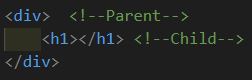 <div>  <!--Parent-->
    <h1></h1> <!--Child-->
</div>